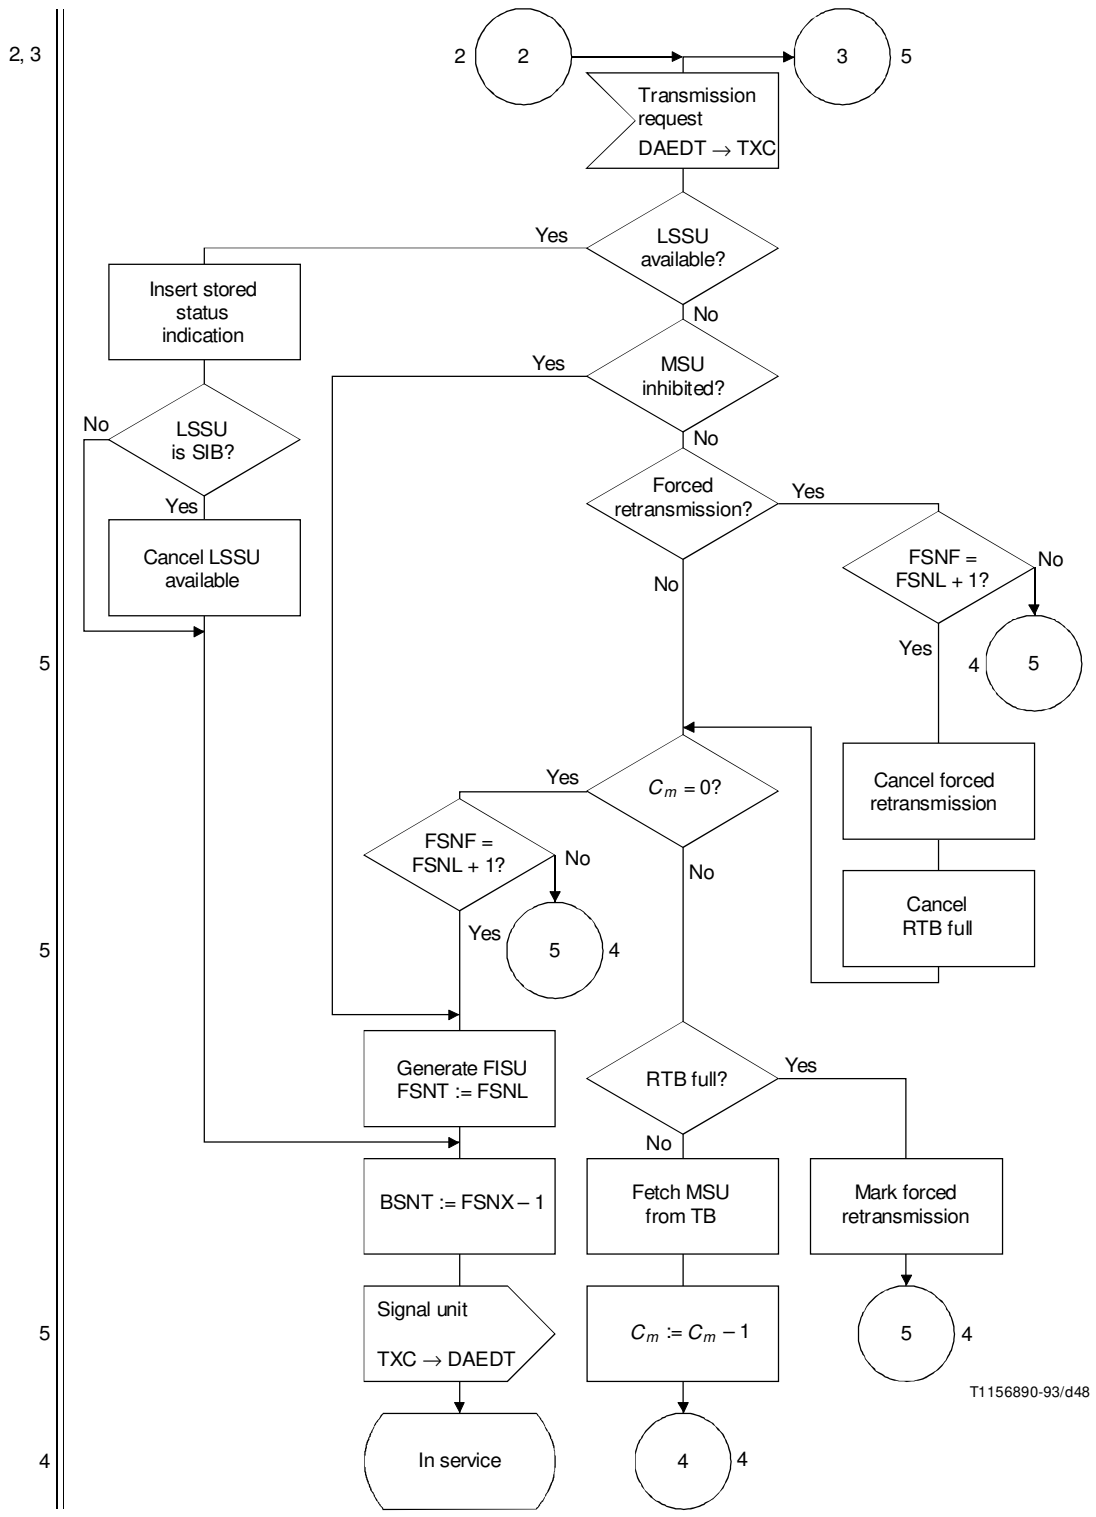 2, 3
2
2
3
5
Transmission
request
DAEDT → TXC
Yes
LSSU
available?
Insert stored
status
indication
No
Yes
MSU
inhibited?
No
LSSU
is SIB?
No
Forced
retransmission?
Yes
Yes
Cancel LSSU
available
FSNF =
FSNL + 1?
No
No
5
Yes
4
5
Yes
Cm = 0?
Cancel forced
retransmission
FSNF =
FSNL + 1?
No
No
Cancel
RTB full
Yes
5
5
4
Generate FISU
FSNT := FSNL
RTB full?
Yes
No
BSNT := FSNX – 1
Fetch MSU
from TB
Mark forced
retransmission
5
Signal unit
TXC → DAEDT
Cm := Cm – 1
5
4
T1156890-93/d48
4
In service
4
4